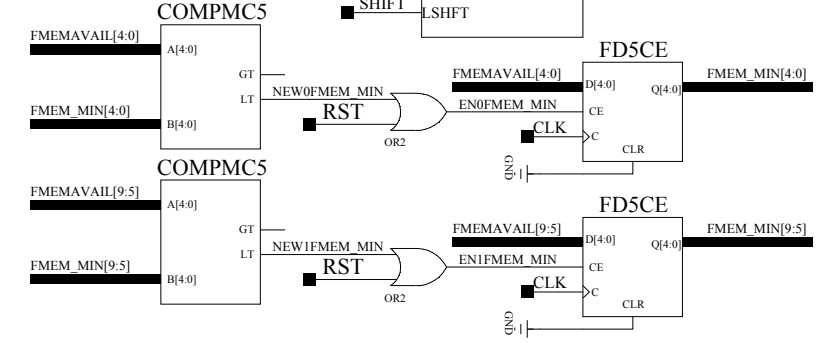 SHIFT
LSHFT
COMPMC5
FMEMAVAIL[4:0]
A[4:0]
GT
LT
FMEM_MIN[4:0]
B[4:0]
NEW0FMEM_MIN
RST
OR2
EN0FMEM_MIN
FD5CE
FMEMAVAIL[4:0]
D[4:0]
Q[4:0]
FMEM_MIN[4:0]
CE
CLK
C
CLR
GND
COMPMC5
FMEMAVAIL[9:5]
A[4:0]
GT
LT
FMEM_MIN[9:5]
B[4:0]
NEW1FMEM_MIN
RST
OR2
EN1FMEM_MIN
FD5CE
FMEMAVAIL[9:5]
D[4:0]
Q[4:0]
FMEM_MIN[9:5]
CE
CLK
C
CLR
GND